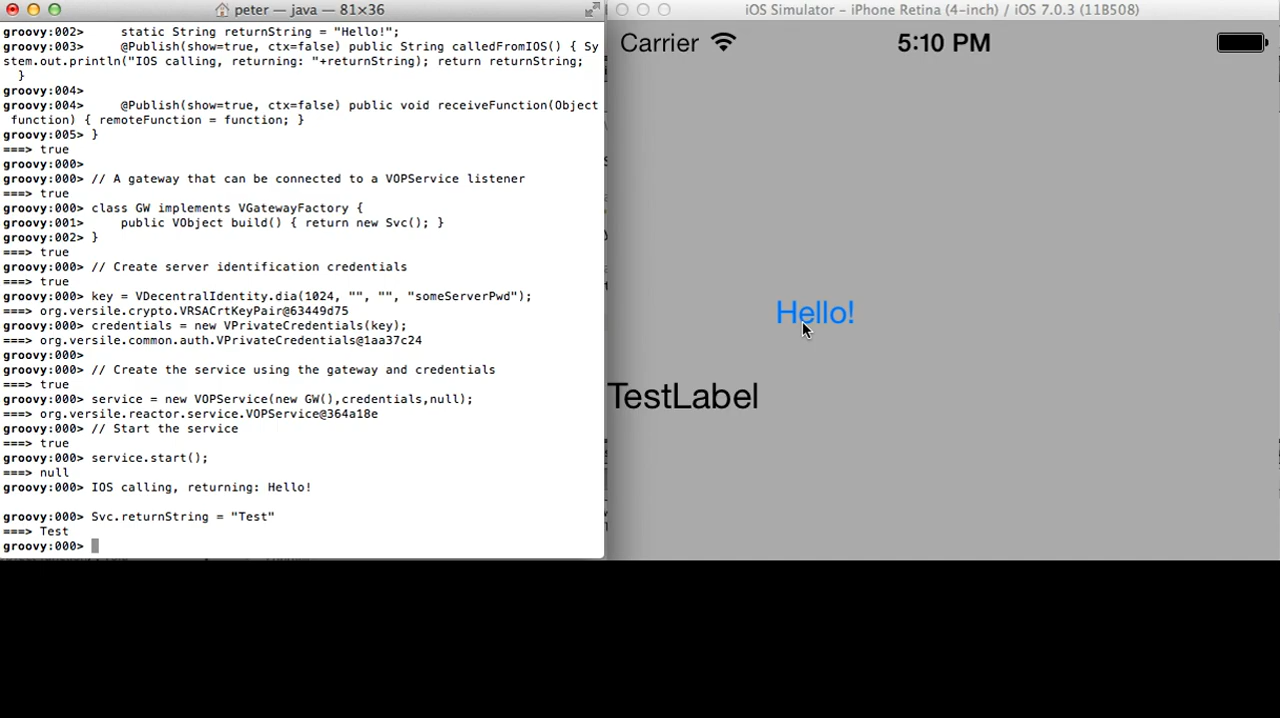 peter — java — 81×36
groovy:002>     static String returnString = "Hello!";
groovy:003>     @Publish(show=true, ctx=false) public String calledFromIOS() { Sy
stem.out.println("IOS calling, returning: "+returnString); return returnString;
}
groovy:004>
groovy:004>     @Publish(show=true, ctx=false) public void receiveFunction(Object
function) { remoteFunction = function; }
groovy:005> }
===> true
groovy:000>
groovy:000> // A gateway that can be connected to a VOPService listener
===> true
groovy:000> class GW implements VGatewayFactory {
groovy:001>     public VObject build() { return new Svc(); }
groovy:002> }
===> true
groovy:000> // Create server identification credentials
===> true
groovy:000> key = VDecentralIdentity.dia(1024, "", "", "someServerPwd");
===> org.versile.crypto.VRSACrtKeyPair@63449d75
groovy:000> credentials = new VPrivateCredentials(key);
===> org.versile.common.auth.VPrivateCredentials@1aa37c24
groovy:000>
groovy:000> // Create the service using the gateway and credentials
===> true
groovy:000> service = new VOPService(new GW(),credentials,null);
===> org.versile.reactor.service.VOPService@364a18e
groovy:000> // Start the service
===> true
groovy:000> service.start();
===> null
groovy:000> IOS calling, returning: Hello!
groovy:000> Svc.returnString = "Test"
===> Test
groovy:000>
iOS Simulator – iPhone Retina (4-inch) / iOS 7.0.3 (11B508)
Carrier 5:10 PM
Hello!
TestLabel